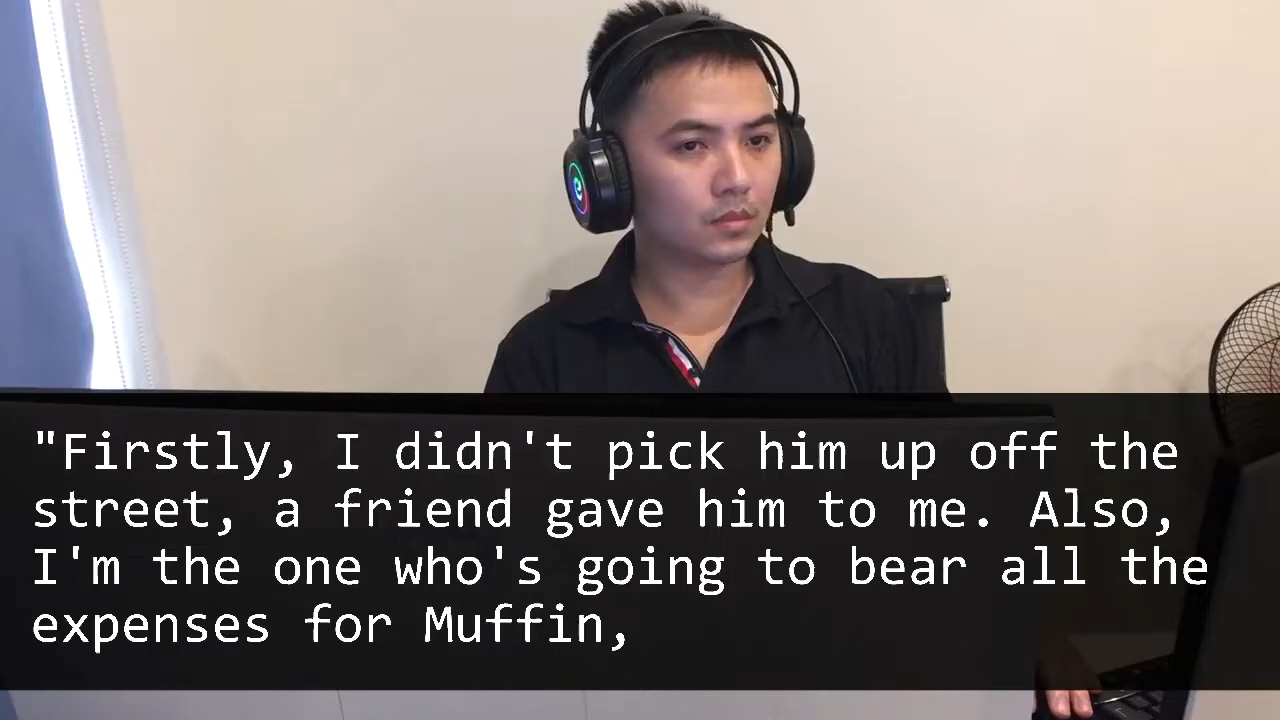 "Firstly, I didn't pick him up off the
street, a friend gave him to me. Also,
I'm the one who's going to bear all the
expenses for Muffin,